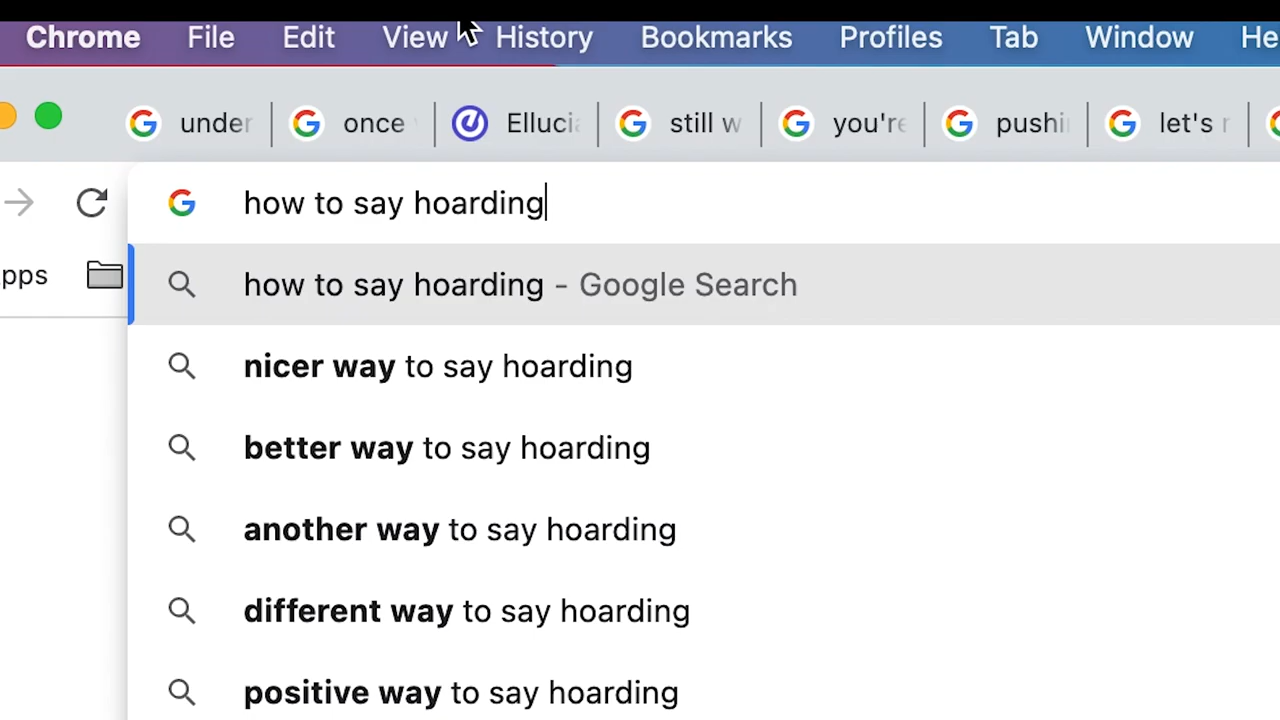 Chrome File Edit View History Bookmarks Profiles Tab Window He
under once Ellucia still w you're pushi let's r
how to say hoarding
pps
how to say hoarding - Google Search
nicer way to say hoarding
better way to say hoarding
another way to say hoarding
different way to say hoarding
positive way to say hoarding